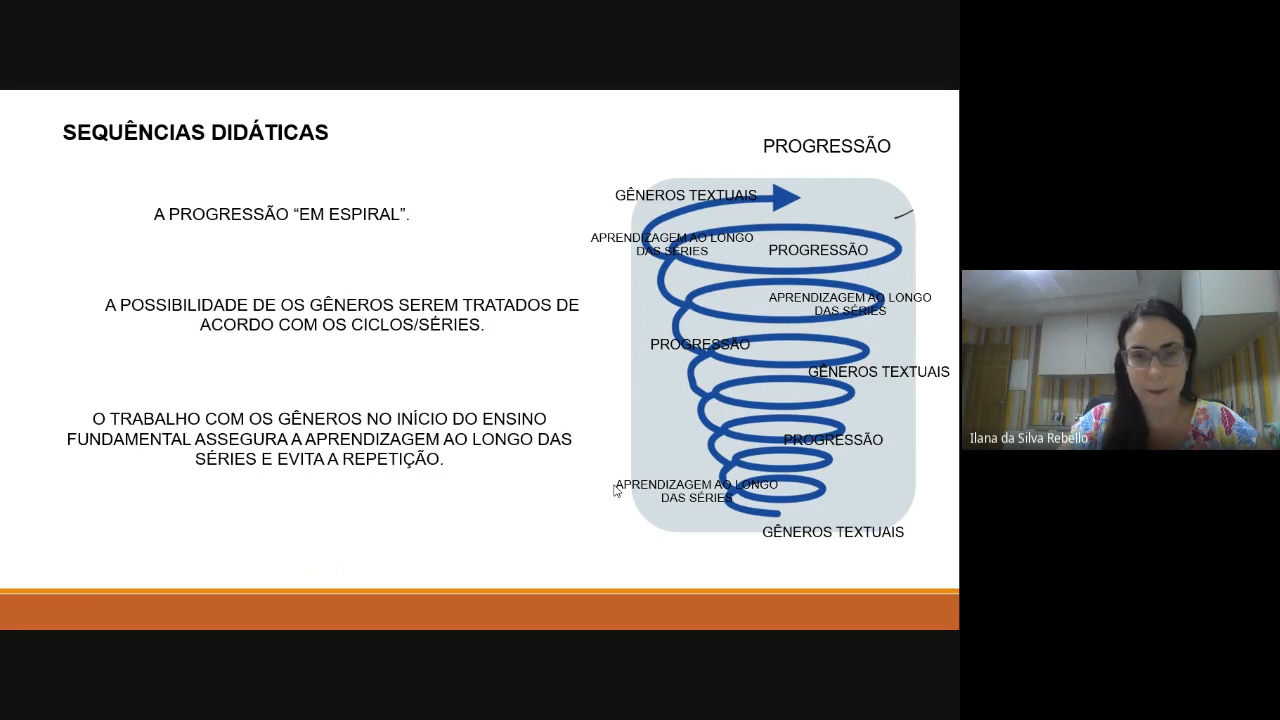 SEQUÊNCIAS DIDÁTICAS
A PROGRESSÃO “EM ESPIRAL”.
A POSSIBILIDADE DE OS GÊNEROS SEREM TRATADOS DE
ACORDO COM OS CICLOS/SÉRIES.
O TRABALHO COM OS GÊNEROS NO INÍCIO DO ENSINO
FUNDAMENTAL ASSEGURA A APRENDIZAGEM AO LONGO DAS
SÉRIES E EVITA A REPETIÇÃO.
PROGRESSÃO
GÊNEROS TEXTUAIS
APRENDIZAGEM AO LONGO
DAS SÉRIES
PROGRESSÃO
APRENDIZAGEM AO LONGO
DAS SÉRIES
PROGRESSÃO
GÊNEROS TEXTUAIS
PROGRESSÃO
APRENDIZAGEM AO LONGO
DAS SÉRIES
GÊNEROS TEXTUAIS
Ilana da Silva Rebello